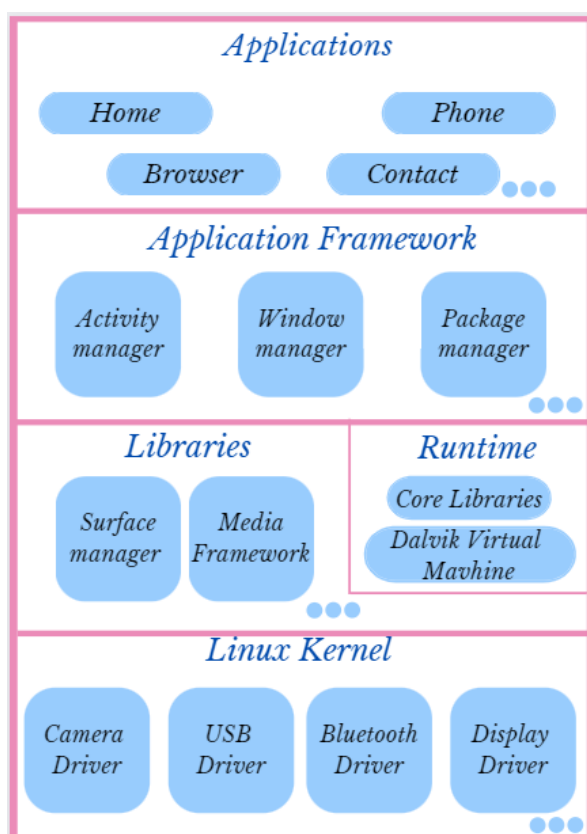 Applications
Home
Phone
Browser
Contact
Application Framework
Activity
manager
Window
manager
Package
manager
Libraries
Surface
manager
Media
Framework
Runtime
Core Libraries
Dalvik Virtual
Mavhine
Linux Kernel
Camera
Driver
USB
Driver
Bluetooth
Driver
Display
Driver